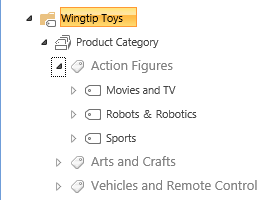 Wingtip Toys
Product Category
Action Figures
Movies and TV
Robots & Robotics
Sports
Arts and Crafts
Vehicles and Remote Control